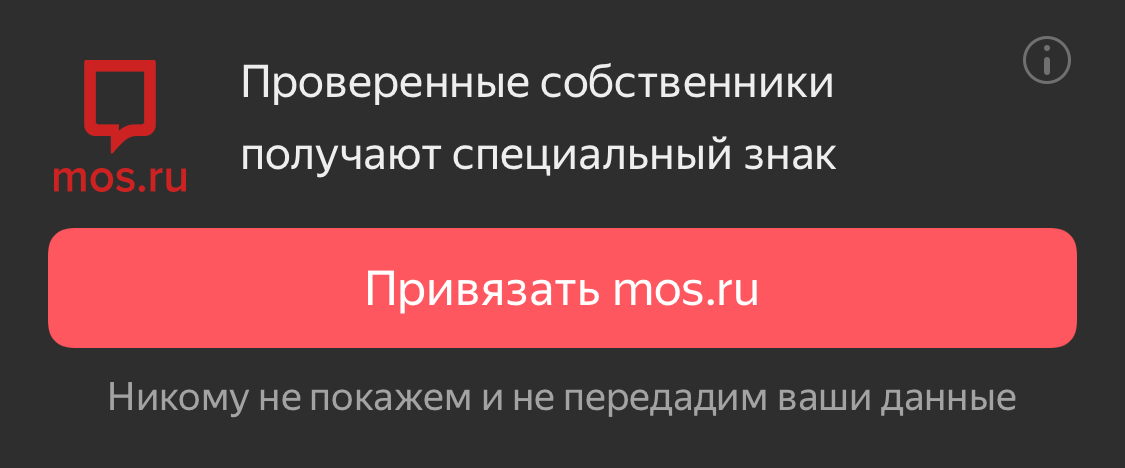 Проверенные собственники
получают специальный знак
mos.ru
Привязать mos.ru
Никому не покажем и не передадим ваши данные